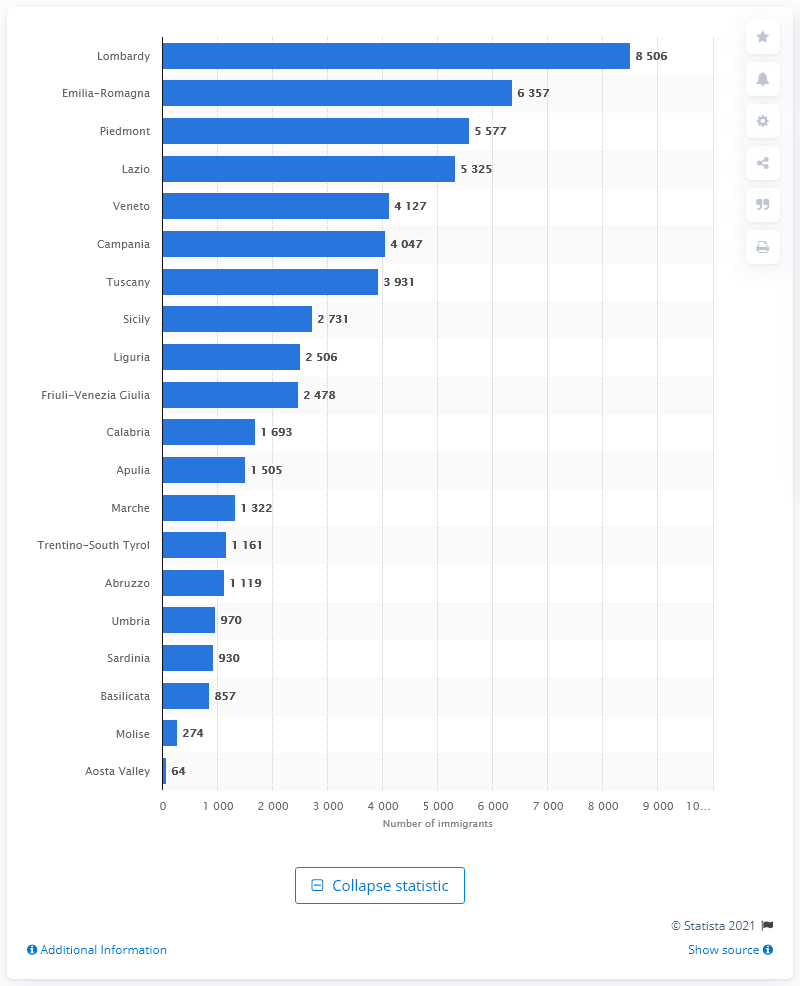 Lombardy 8 506
Emilia-Romagna 6 357
Piedmont 5 577
Lazio 5 325
Veneto 4 127
Campania 4 047
Tuscany 3 931
Sicily 2 731
Liguria 2 506
Friuli-Venezia Giulia 2 478
Calabria 1 693
Apulia 1 505
Marche 1 322
Trentino-South Tyrol 1 161
Abruzzo 1 119
Umbria 970
Sardinia 930
Basilicata 857
Molise 274
Aosta Valley 64
0 1 000 2 000 3 000 4 000 5 000 6 000 7 000 8 000 9 000 10...
Number of immigrants
Collapse statistic
© Statista 2021
Additional Information Show source